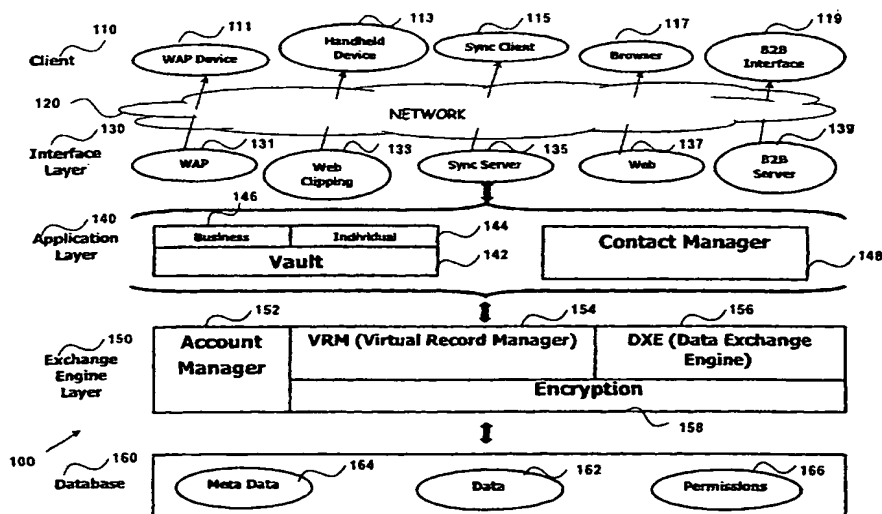 110
Client
111
WAP Device
113
Handheld
Device
115
Sync Client
117
Browser
119
B2B
Interface
120
NETWORK
130
Interface
Layer
131
WAP
133
Web
Clipping
135
Sync Server
137
Web
139
B2B
Server
140
Application
Layer
146
Business
Individual
144
Vault
142
Contact Manager
148
150
Exchange
Engine
Layer
152
Account
Manager
154
VRM (Virtual Record Manager)
156
DXE (Data Exchange
Engine)
Encryption
158
100
160
Database
164
Meta Data
162
Data
166
Permissions